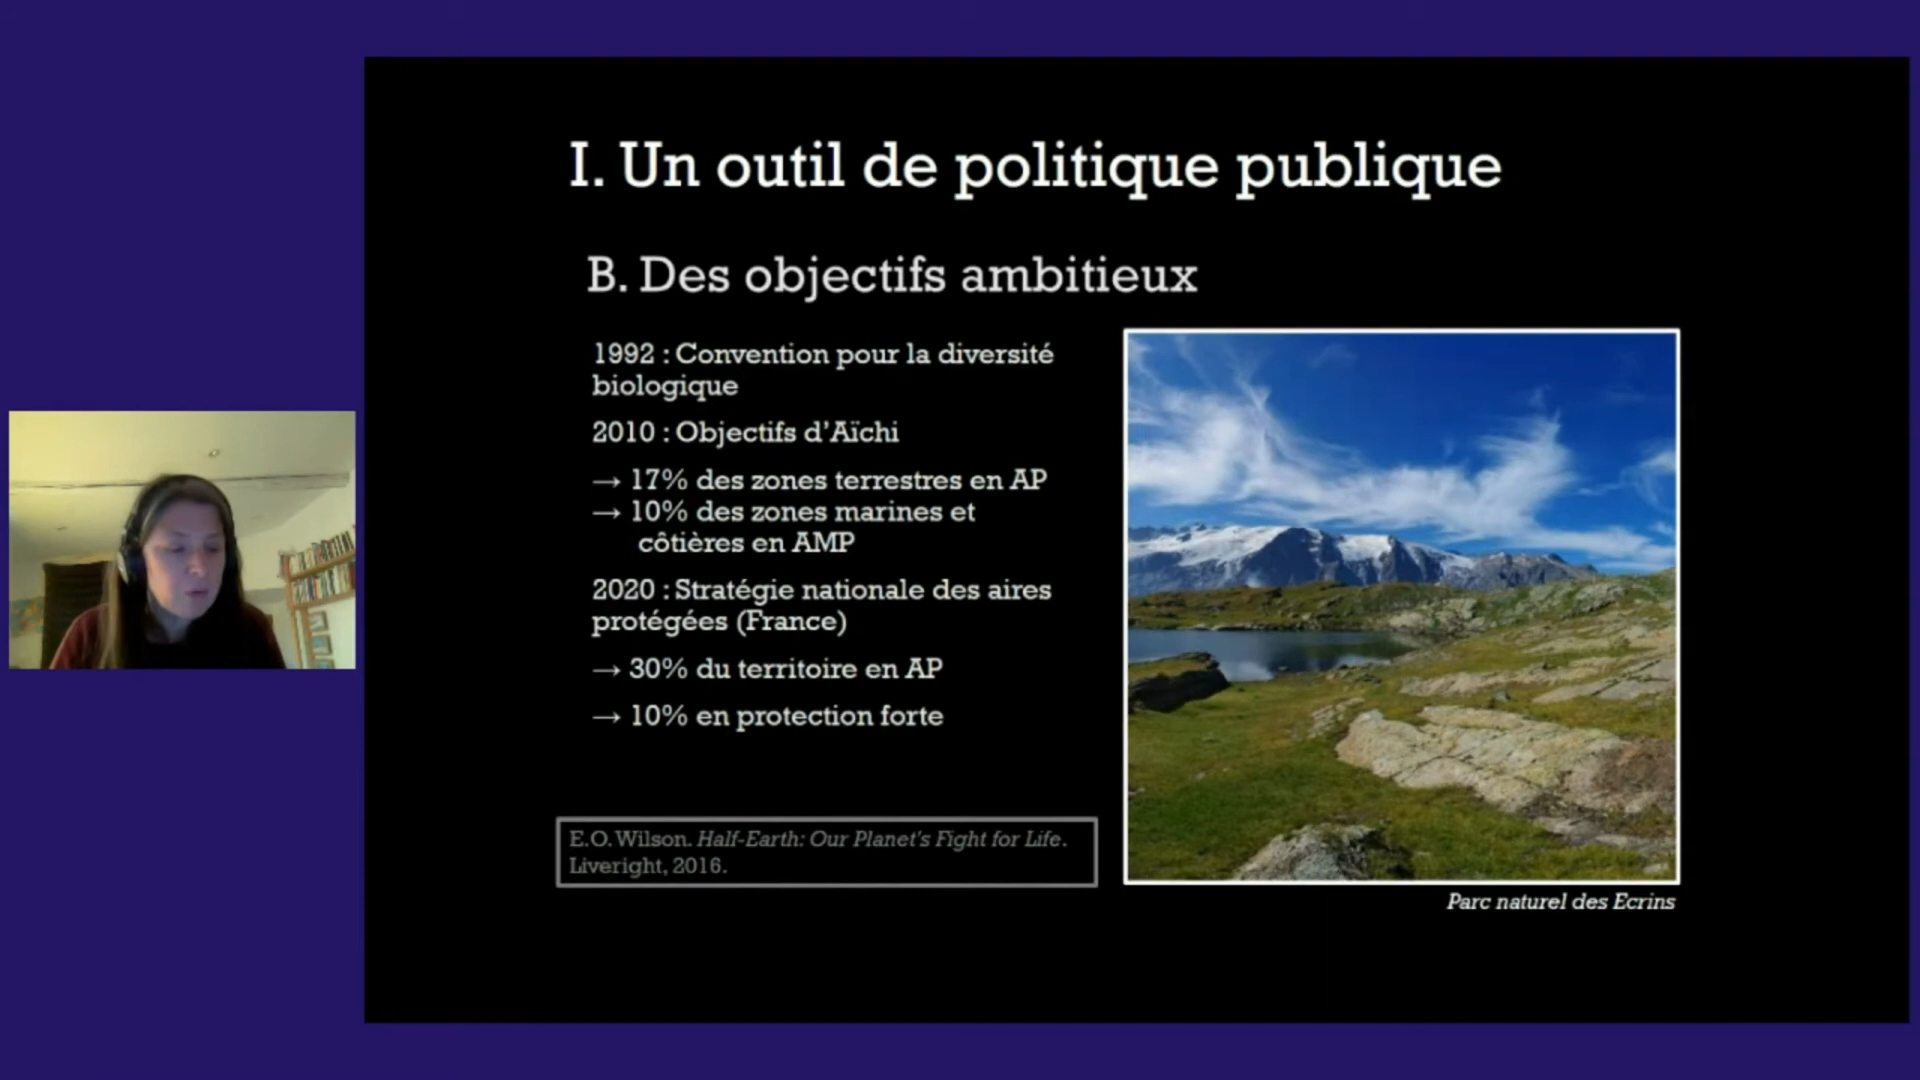 I. Un outil de politique publique
B. Des objectifs ambitieux
1992 : Convention pour la diversité
biologique
2010 : Objectifs d'Aïchi
→ 17% des zones terrestres en AP
→ 10% des zones marines et
côtières en AMP
2020 : Stratégie nationale des aires
protégées (France)
→ 30% du territoire en AP
→ 10% en protection forte
E.O. Wilson. Half-Earth: Our Planet's Fight for Life.
Liveright, 2016.
Parc naturel des Ecrins